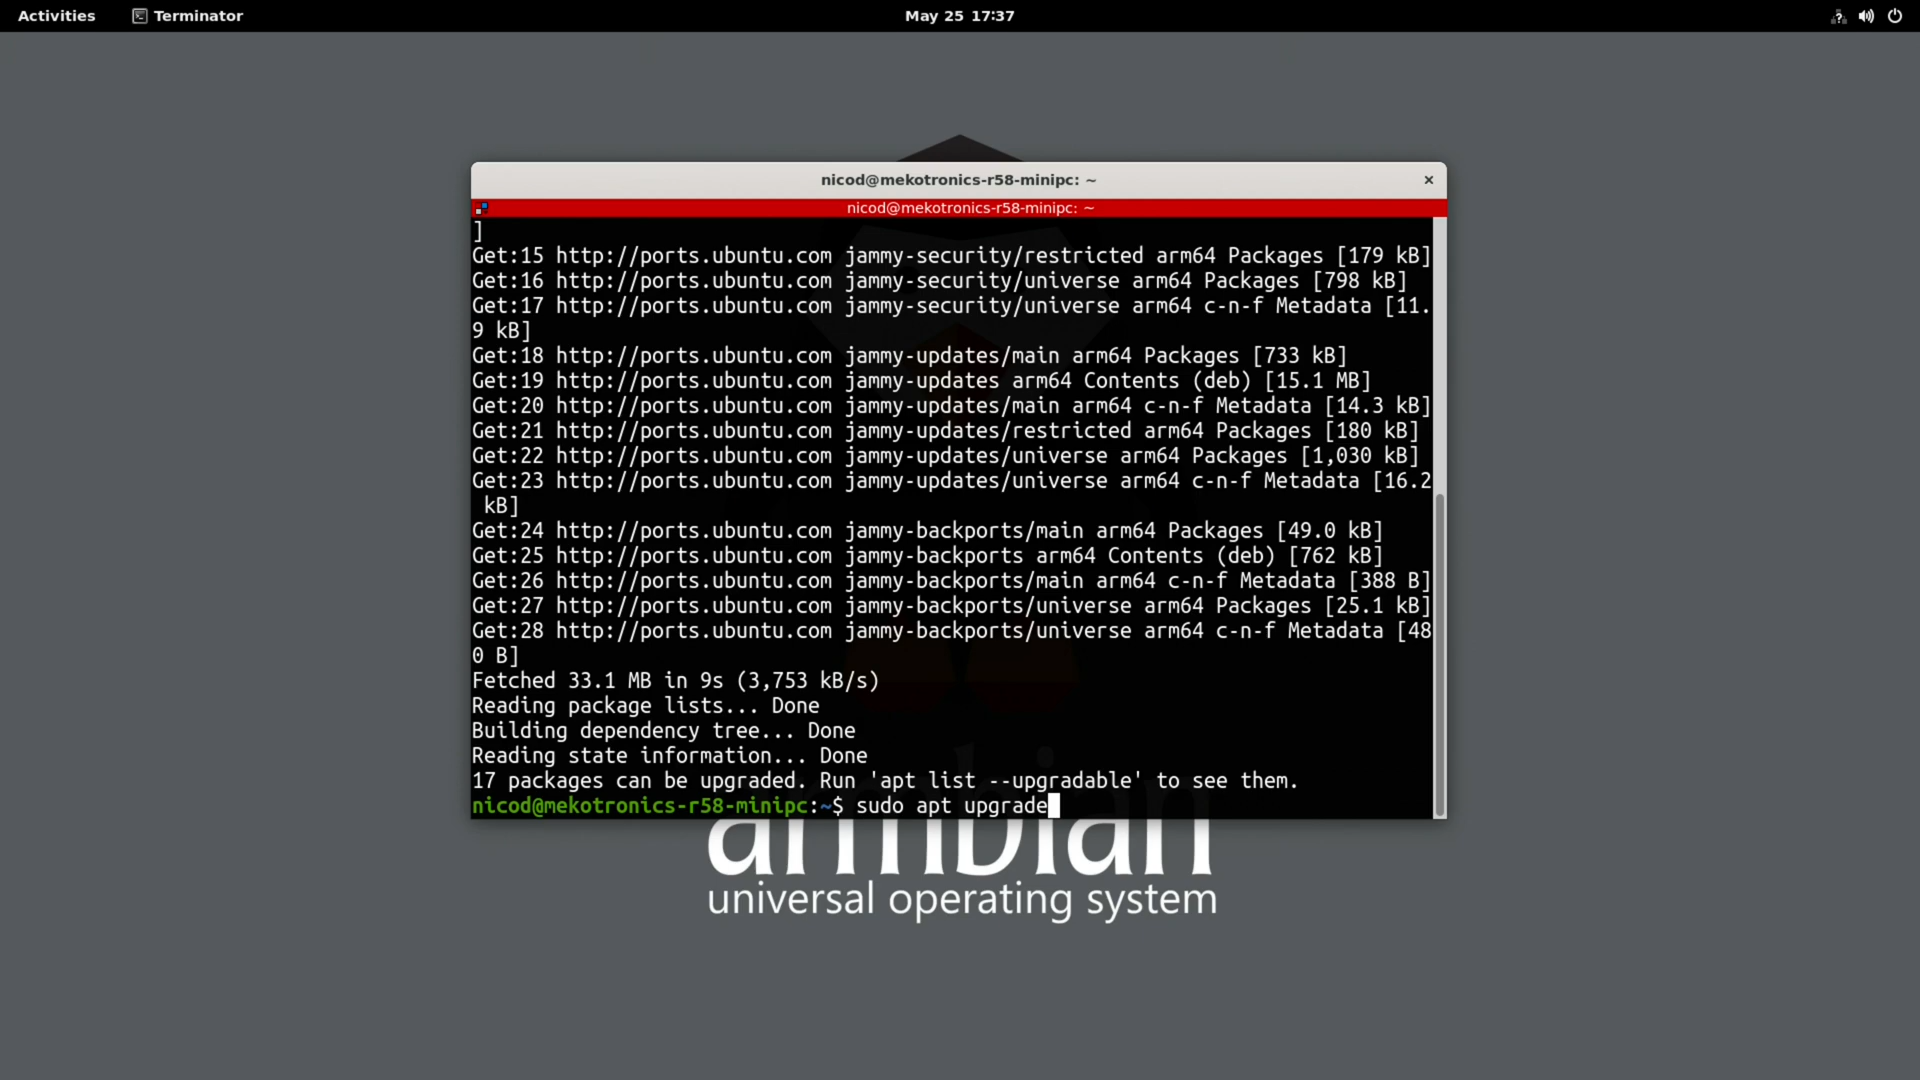 Activities Terminator May 25 17:37
nicod@mekotronics-r58-minipc: ~ ×
nicod@mekotronics-r58-minipc: ~
]
Get:15 http://ports.ubuntu.com jammy-security/restricted arm64 Packages [179 kB]
Get:16 http://ports.ubuntu.com jammy-security/universe arm64 Packages [798 kB]
Get:17 http://ports.ubuntu.com jammy-security/universe arm64 c-n-f Metadata [11.
9 kB]
Get:18 http://ports.ubuntu.com jammy-updates/main arm64 Packages [733 kB]
Get:19 http://ports.ubuntu.com jammy-updates arm64 Contents (deb) [15.1 MB]
Get:20 http://ports.ubuntu.com jammy-updates/main arm64 c-n-f Metadata [14.3 kB]
Get:21 http://ports.ubuntu.com jammy-updates/restricted arm64 Packages [180 kB]
Get:22 http://ports.ubuntu.com jammy-updates/universe arm64 Packages [1,030 kB]
Get:23 http://ports.ubuntu.com jammy-updates/universe arm64 c-n-f Metadata [16.2
 kB]
Get:24 http://ports.ubuntu.com jammy-backports/main arm64 Packages [49.0 kB]
Get:25 http://ports.ubuntu.com jammy-backports arm64 Contents (deb) [762 kB]
Get:26 http://ports.ubuntu.com jammy-backports/main arm64 c-n-f Metadata [388 B]
Get:27 http://ports.ubuntu.com jammy-backports/universe arm64 Packages [25.1 kB]
Get:28 http://ports.ubuntu.com jammy-backports/universe arm64 c-n-f Metadata [48
0 B]
Fetched 33.1 MB in 9s (3,753 kB/s)
Reading package lists... Done
Building dependency tree... Done
Reading state information... Done
17 packages can be upgraded. Run 'apt list --upgradable' to see them.
nicod@mekotronics-r58-minipc:~$ sudo apt upgrade
armbian
universal operating system